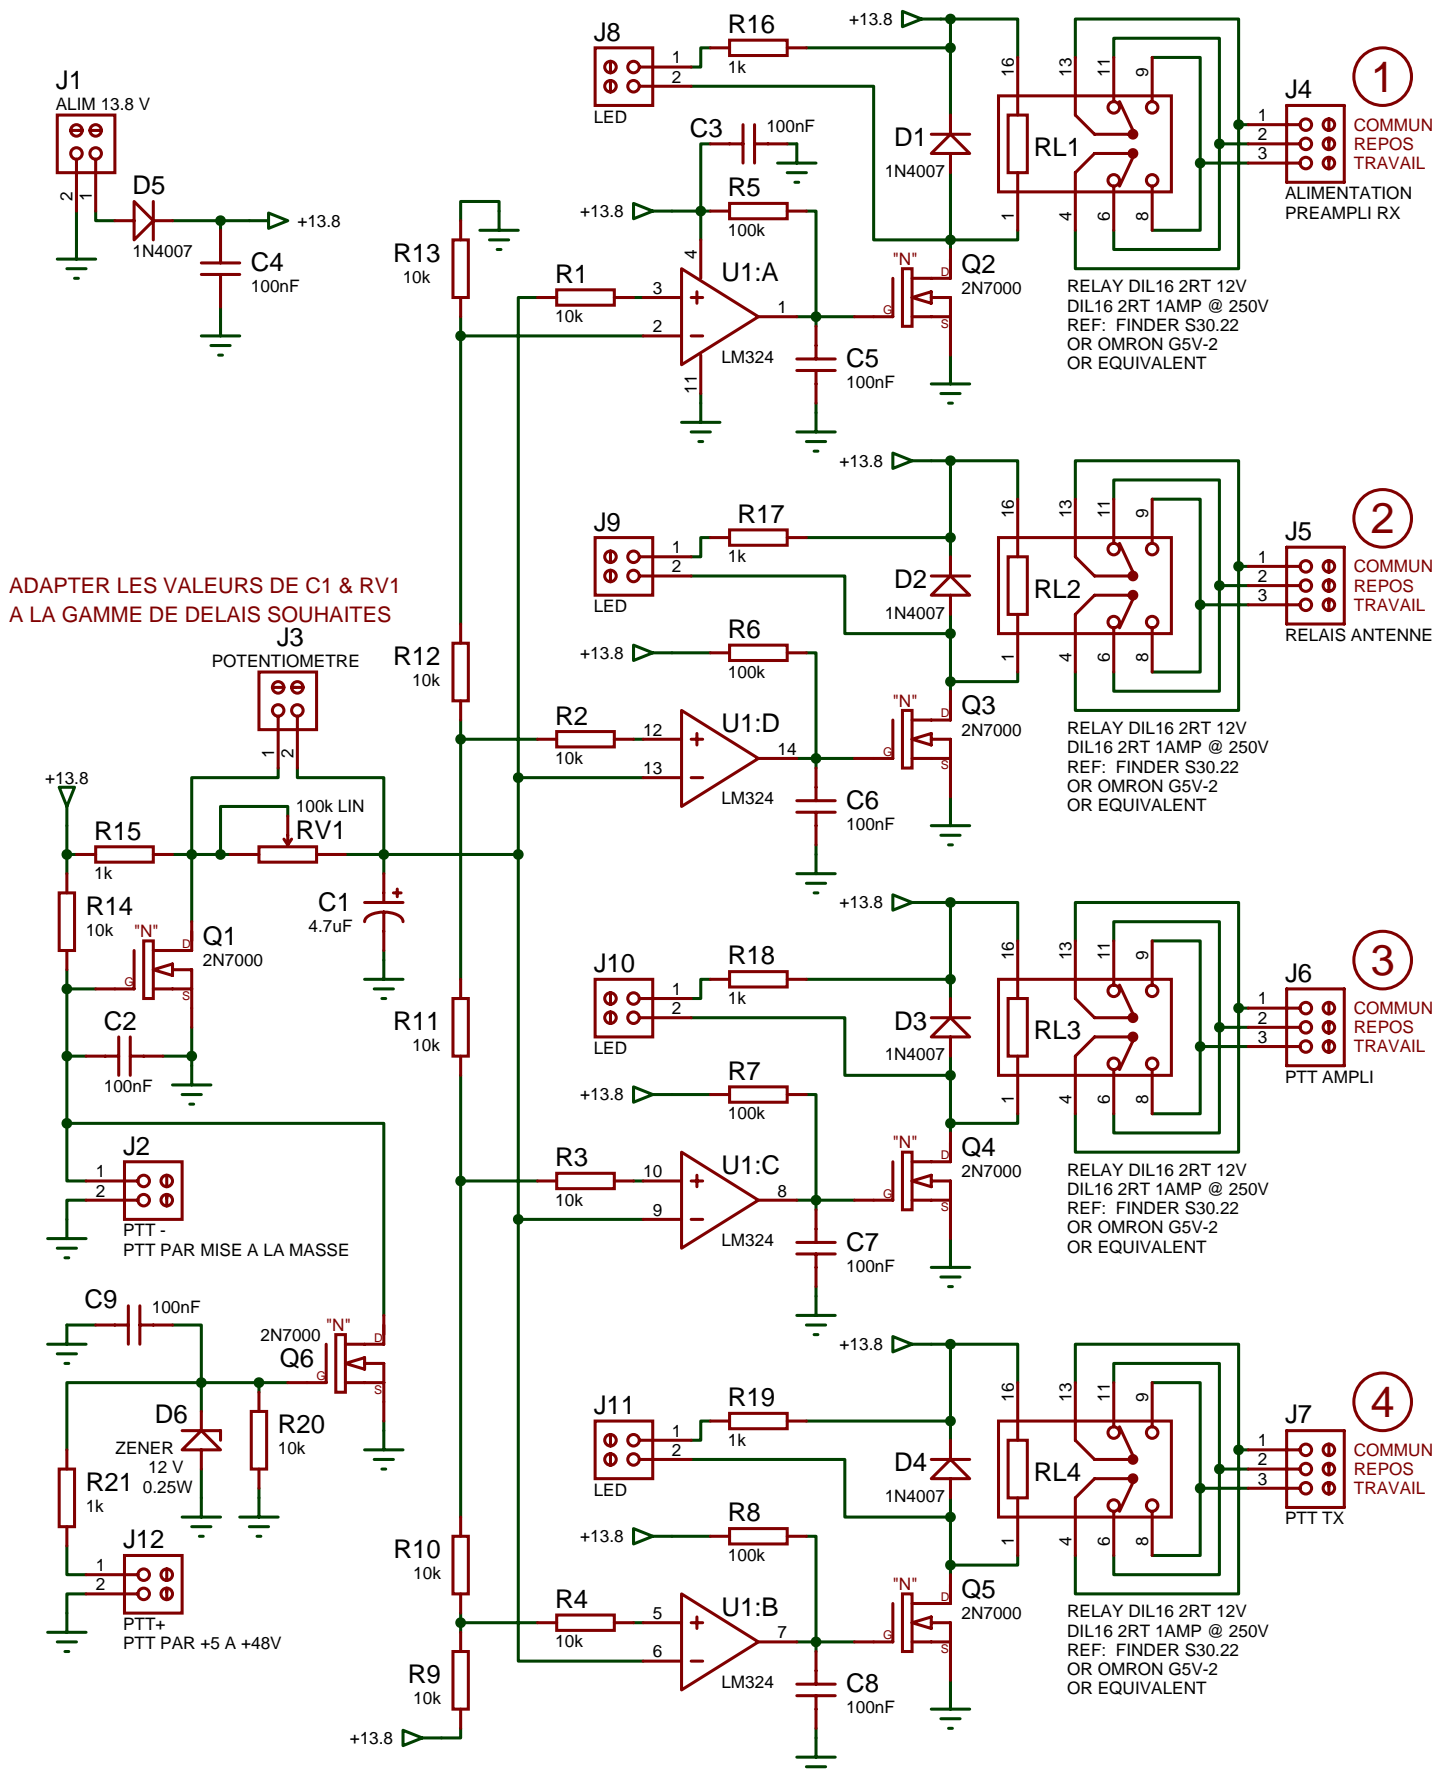 J1
ALIM 13.8 V
2
1
D5
1N4007
+13.8
C4
100nF
J8
1
2
LED
R16
1k
+13.8
C3
100nF
D1
1N4007
+13.8
R5
100k
R13
10k
R1
10k
3
2
4
11
1
U1:A
LM324
C5
100nF
"N"
D
G
S
Q2
2N7000
16
13
11
9
RL1
1
4
6
8
RELAY DIL16 2RT 12V
DIL16 2RT 1AMP @ 250V
REF: FINDER S30.22
OR OMRON G5V-2
OR EQUIVALENT
1
J4
1
2
3
COMMUN
REPOS
TRAVAIL
ALIMENTATION
PREAMPLI RX
ADAPTER LES VALEURS DE C1 & RV1
A LA GAMME DE DELAIS SOUHAITES
J3
POTENTIOMETRE
1
2
+13.8
R15
1k
100k LIN
RV1
R14
10k
"N"
D
G
S
Q1
2N7000
C1
4.7uF
+
C2
100nF
J2
1
2
PTT -
PTT PAR MISE A LA MASSE
C9
100nF
2N7000
"N"
Q6
D
G
S
D6
ZENER
12 V
0.25W
R20
10k
R21
1k
J12
1
2
PTT+
PTT PAR +5 A +48V
R12
10k
R11
10k
R10
10k
R9
10k
+13.8
J9
1
2
LED
R17
1k
+13.8
D2
1N4007
+13.8
R6
100k
R2
10k
12
13
14
U1:D
LM324
C6
100nF
"N"
D
G
S
Q3
2N7000
16
13
11
9
RL2
1
4
6
8
RELAY DIL16 2RT 12V
DIL16 2RT 1AMP @ 250V
REF: FINDER S30.22
OR OMRON G5V-2
OR EQUIVALENT
2
J5
1
2
3
COMMUN
REPOS
TRAVAIL
RELAIS ANTENNE
J10
1
2
LED
R18
1k
+13.8
D3
1N4007
+13.8
R7
100k
R3
10k
10
9
8
U1:C
LM324
C7
100nF
"N"
D
G
S
Q4
2N7000
16
13
11
9
RL3
1
4
6
8
RELAY DIL16 2RT 12V
DIL16 2RT 1AMP @ 250V
REF: FINDER S30.22
OR OMRON G5V-2
OR EQUIVALENT
3
J6
1
2
3
COMMUN
REPOS
TRAVAIL
PTT AMPLI
J11
1
2
LED
R19
1k
+13.8
D4
1N4007
+13.8
R8
100k
R4
10k
5
6
7
U1:B
LM324
C8
100nF
"N"
D
G
S
Q5
2N7000
16
13
11
9
RL4
1
4
6
8
RELAY DIL16 2RT 12V
DIL16 2RT 1AMP @ 250V
REF: FINDER S30.22
OR OMRON G5V-2
OR EQUIVALENT
4
J7
1
2
3
COMMUN
REPOS
TRAVAIL
PTT TX